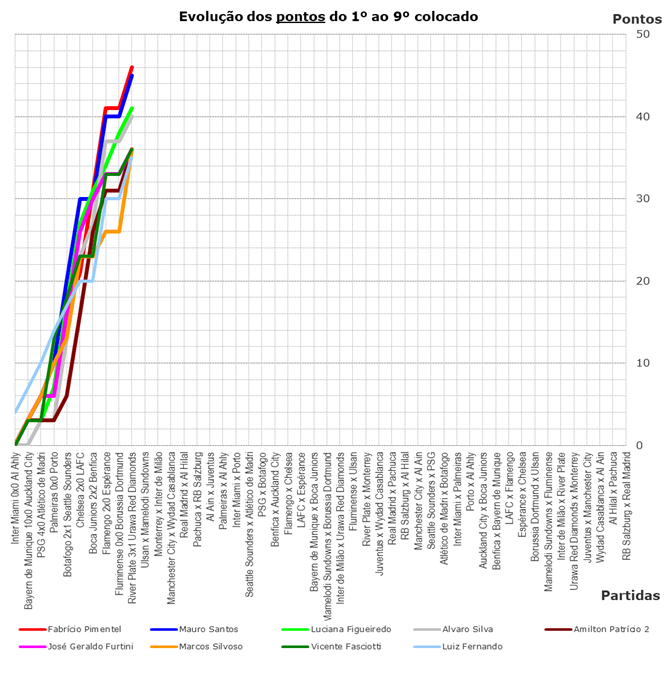 Evolução dos pontos do 1º ao 9º colocado
Pontos
50
40
30
20
10
0
Inter Miami 0x0 Al Ahly
Bayern de Munique 10x0 Auckland City
PSG 4x0 Atlético de Madri
Palmeiras 0x0 Porto
Botafogo 2x1 Seattle Sounders
Chelsea 2x0 LAFC
Boca Juniors 2x2 Benfica
Flamengo 2x0 Espérance
Fluminense 0x0 Borussia Dortmund
River Plate 3x1 Urawa Red Diamonds
Ulsan x Mamelodi Sundowns
Monterrey x Inter de Milão
Manchester City x Wydad Casablanca
Real Madrid x Al Hilal
Pachuca x RB Salzburg
Al Ain x Juventus
Palmeiras x Al Ahly
Inter Miami x Porto
Seattle Sounders x Atlético de Madri
PSG x Botafogo
Benfica x Auckland City
Flamengo x Chelsea
LAFC x Espérance
Bayern de Munique x Boca Juniors
Mamelodi Sundowns x Borussia Dortmund
Inter de Milão x Urawa Red Diamonds
Fluminense x Ulsan
River Plate x Monterrey
Juventus x Wydad Casablanca
Real Madrid x Pachuca
RB Salzburg x Al Hilal
Manchester City x Al Ain
Seattle Sounders x PSG
Atlético de Madri x Botafogo
Inter Miami x Palmeiras
Porto x Al Ahly
Auckland City x Boca Juniors
Benfica x Bayern de Munique
LAFC x Flamengo
Espérance x Chelsea
Borussia Dortmund x Ulsan
Mamelodi Sundowns x Fluminense
Inter de Milão x River Plate
Urawa Red Diamonds x Monterrey
Juventus x Manchester City
Wydad Casablanca x Al Ain
Al Hilal x Pachuca
RB Salzburg x Real Madrid
Partidas
Fabrício Pimentel Mauro Santos Luciana Figueiredo Alvaro Silva Amilton Patrício 2
José Geraldo Furtini Marcos Silvoso Vicente Fasciotti Luiz Fernando